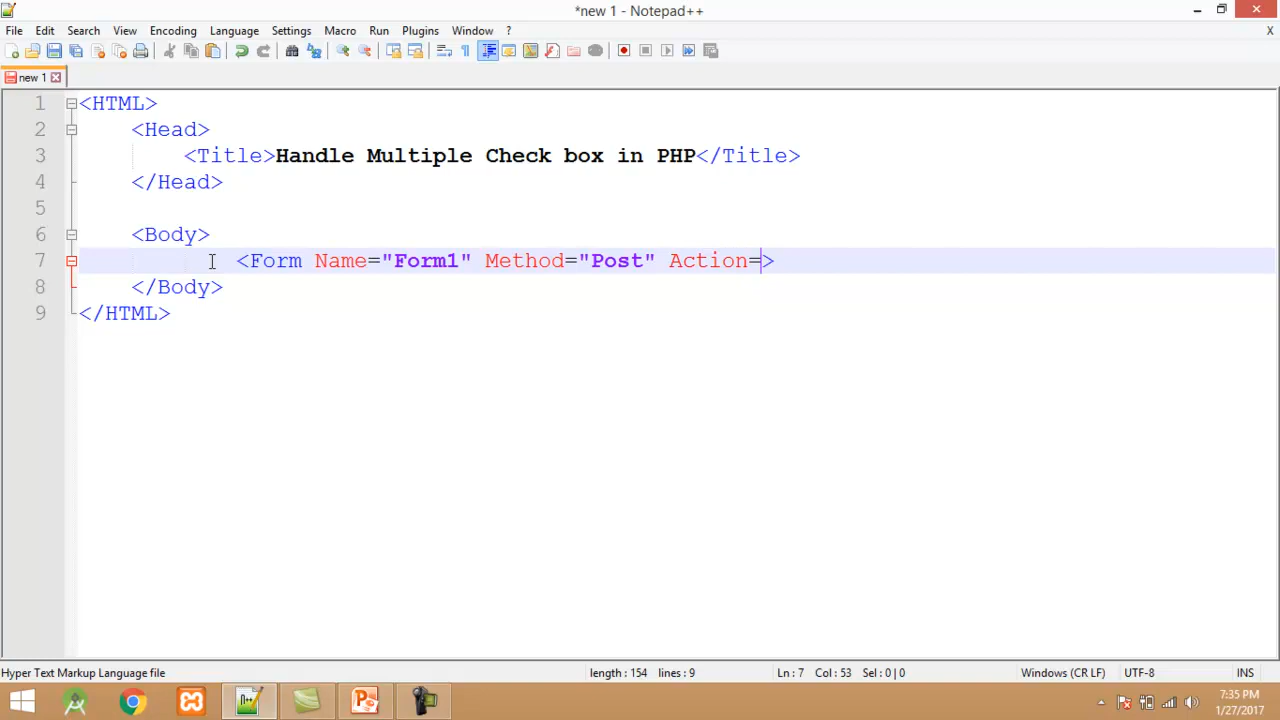 *new 1 - Notepad++
File Edit Search View Encoding Language Settings Macro Run Plugins Window ? X
new 1
1 <HTML>
2 <Head>
3 <Title>Handle Multiple Check box in PHP</Title>
4 </Head>
5
6 <Body>
7 <Form Name="Form1" Method="Post" Action=>
8 </Body>
9 </HTML>
Hyper Text Markup Language file length : 154 lines : 9 Ln : 7 Col : 53 Sel : 0 | 0 Windows (CR LF) UTF-8 INS
7:35 PM
1/27/2017